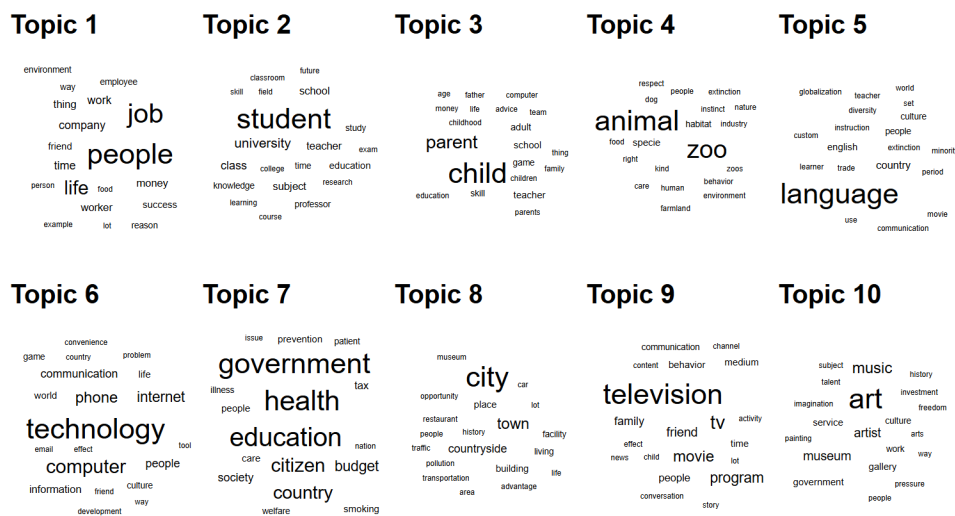 Topic 1
environment
employee
way
thing work job
company
friend people
time
person life food money
worker success
example lot reason
Topic 2
future
classroom
skill field school
student
study
university teacher exam
class college time education
knowledge subject research
learning professor
course
Topic 3
age father computer
money life advice team
childhood adult
parent school
game thing
child children family
education skill teacher
parents
Topic 4
respect people extinction
dog instinct nature
animal habitat industry
food specie zoo
right
kind zoos
care human behavior
environment
farmland
Topic 5
world
globalization teacher set
diversity culture
instruction people
custom english extinction minorit
learner trade country period
language
use movie
communication
Topic 6
convenience
game country problem
communication life
world phone internet
technology
email effect tool
computer people
information friend culture
way
development
Topic 7
issue prevention patient
government
illness tax
people health
education nation
care citizen budget
society
country
welfare smoking
Topic 8
museum
city car
opportunity place lot
restaurant town
people history facility
traffic countryside living
pollution building life
transportation advantage
area
Topic 9
communication channel
content behavior medium
television
family tv activity
friend
effect time
news child movie lot
people program
conversation story
Topic 10
subject music history
talent
imagination art investment
freedom
service culture
painting artist arts
museum work way
gallery
government pressure
people